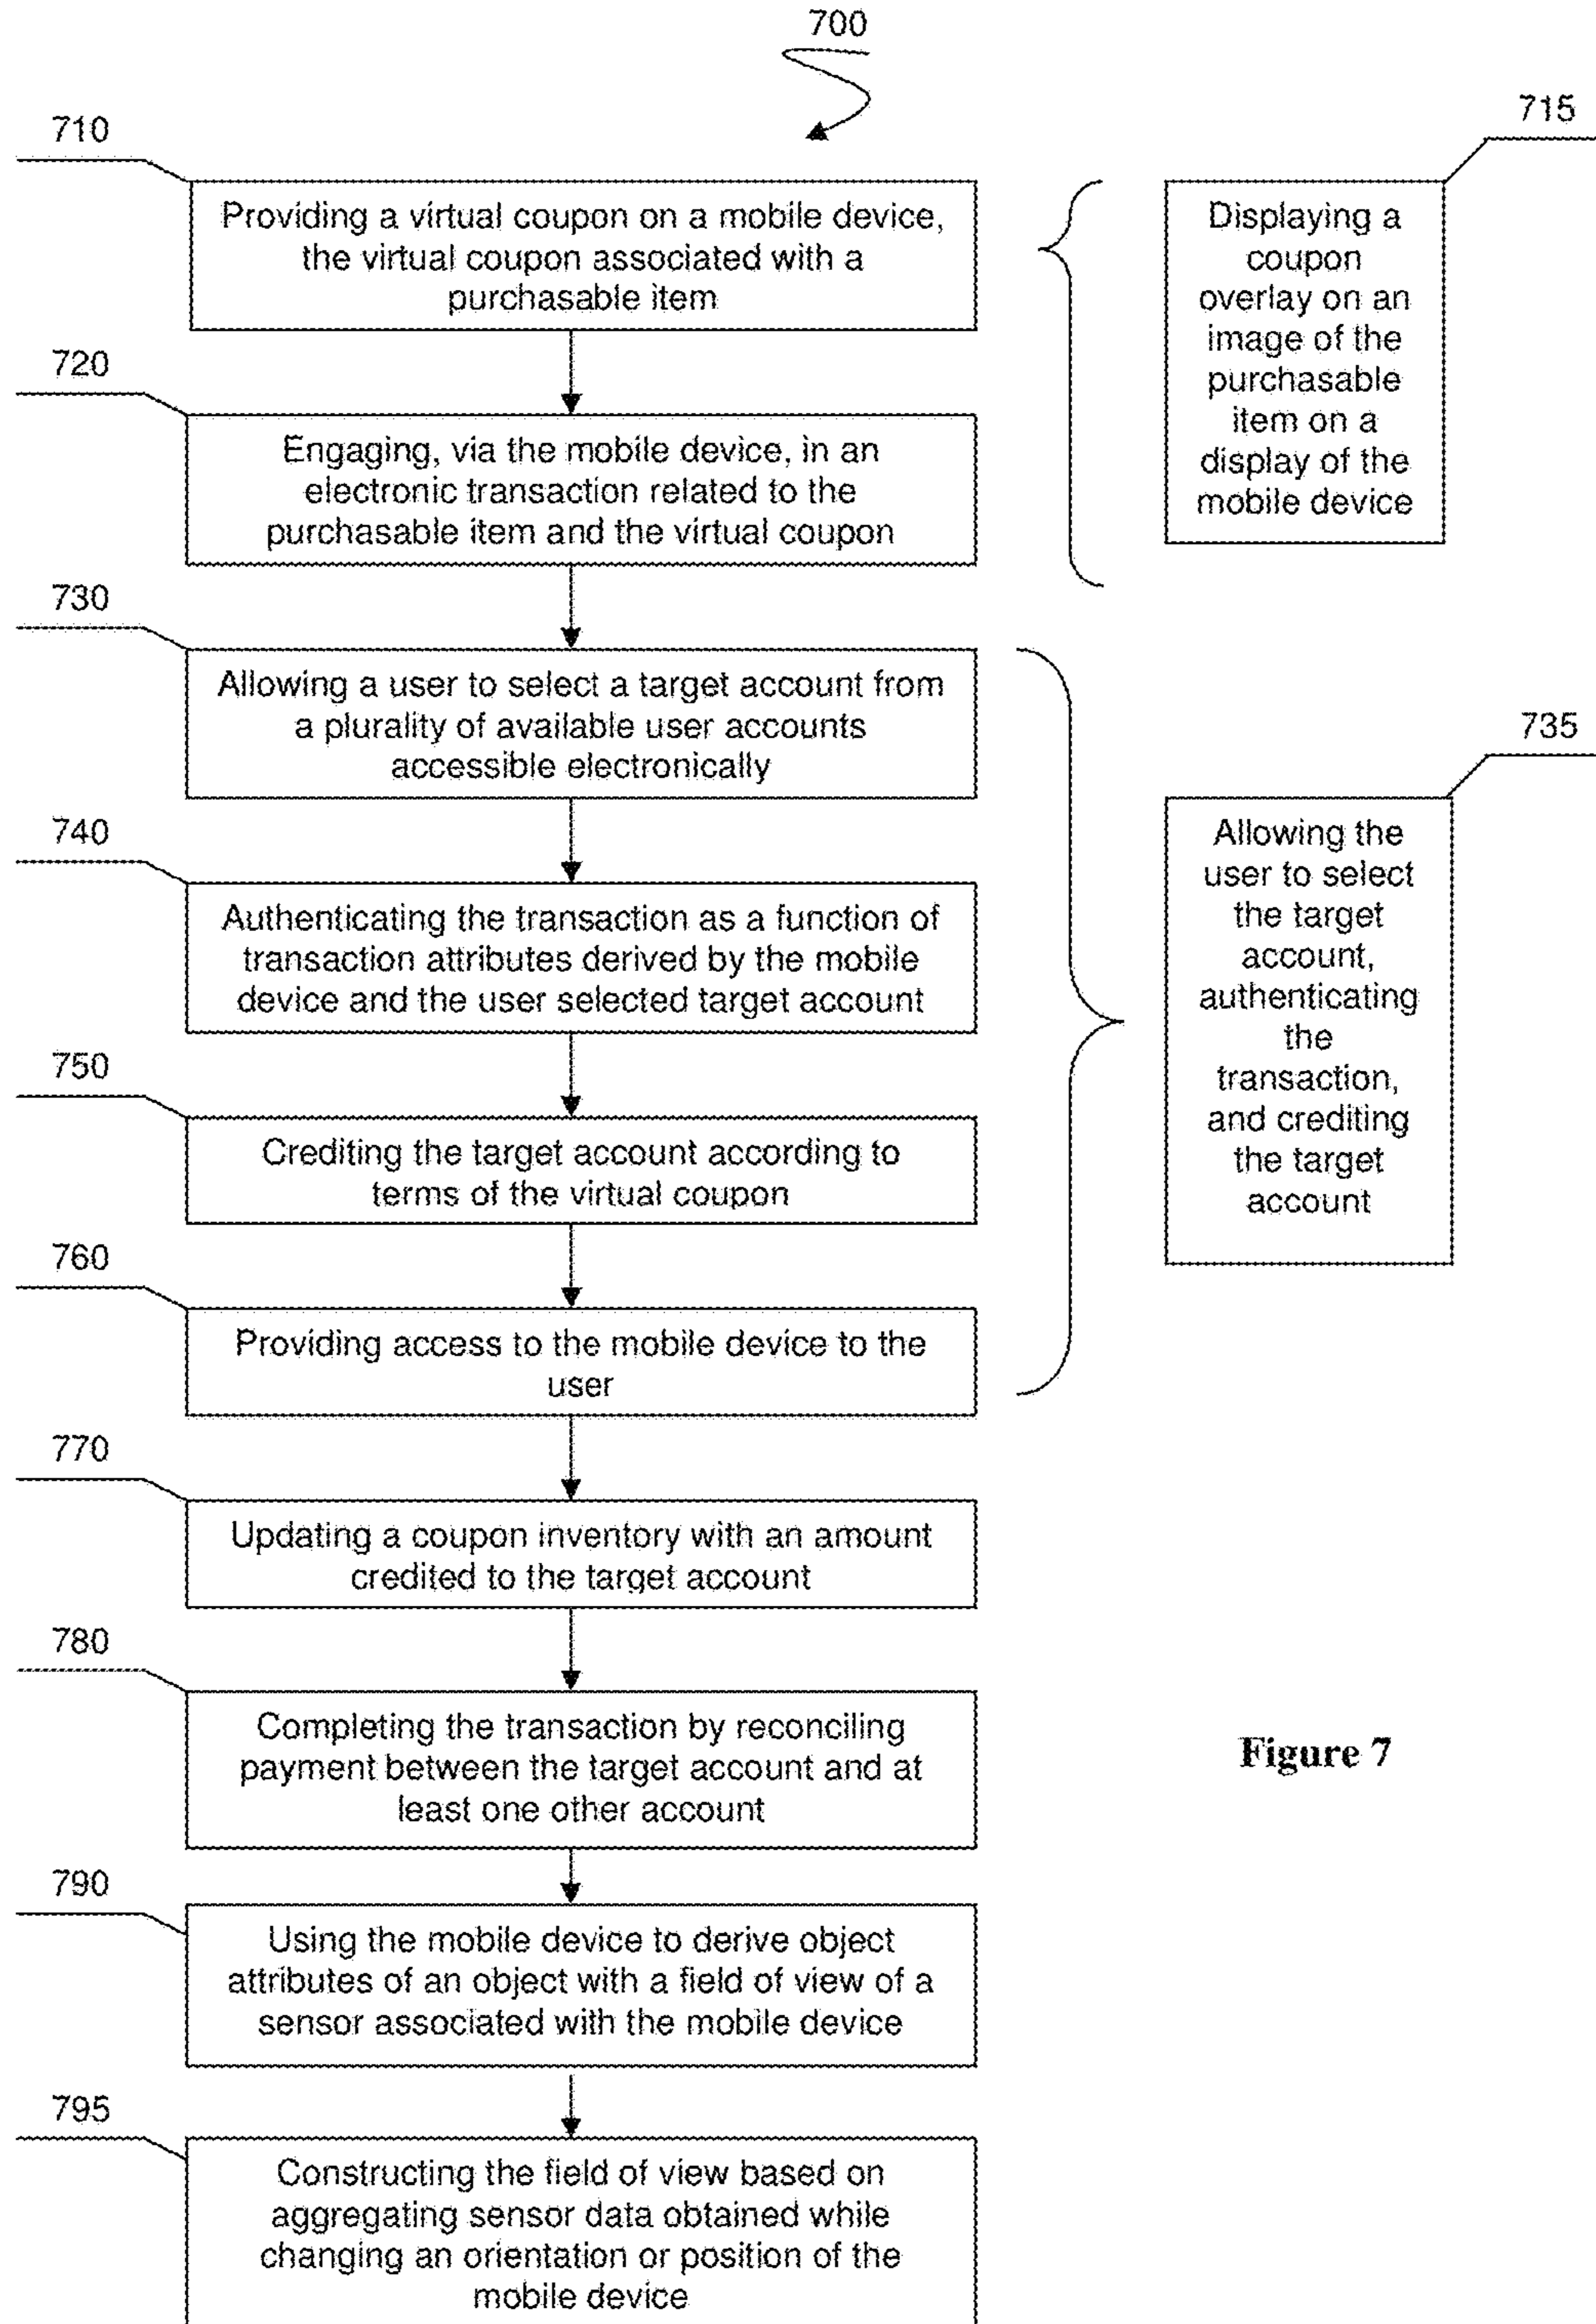 700
710
Providing a virtual coupon on a mobile device,
the virtual coupon associated with a
purchasable item
715
Displaying a
coupon
overlay on an
image of the
purchasable
item on a
display of the
mobile device
720
Engaging, via the mobile device, in an
electronic transaction related to the
purchasable item and the virtual coupon
730
Allowing a user to select a target account from
a plurality of available user accounts
accessible electronically
735
Allowing the
user to select
the target
account,
authenticating
the
transaction,
and crediting
the target
account
740
Authenticating the transaction as a function of
transaction attributes derived by the mobile
device and the user selected target account
750
Crediting the target account according to
terms of the virtual coupon
760
Providing access to the mobile device to the
user
770
Updating a coupon inventory with an amount
credited to the target account
780
Completing the transaction by reconciling
payment between the target account and at
least one other account
Figure 7
790
Using the mobile device to derive object
attributes of an object with a field of view of a
sensor associated with the mobile device
795
Constructing the field of view based on
aggregating sensor data obtained while
changing an orientation or position of the
mobile device